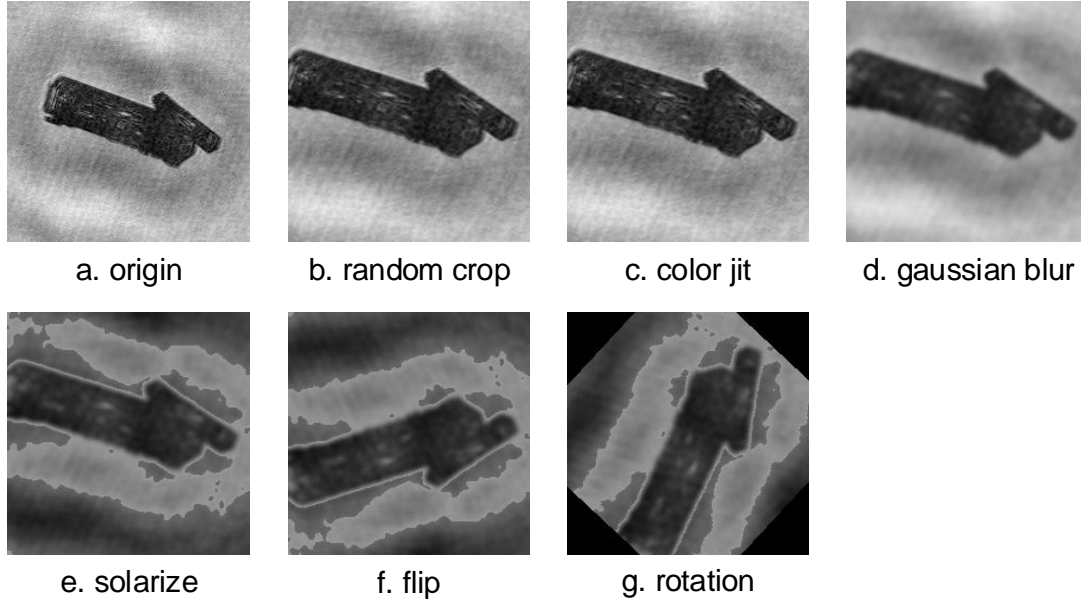 a. origin
b. random crop
c. color jit
d. gaussian blur
e. solarize
f. flip
g. rotation